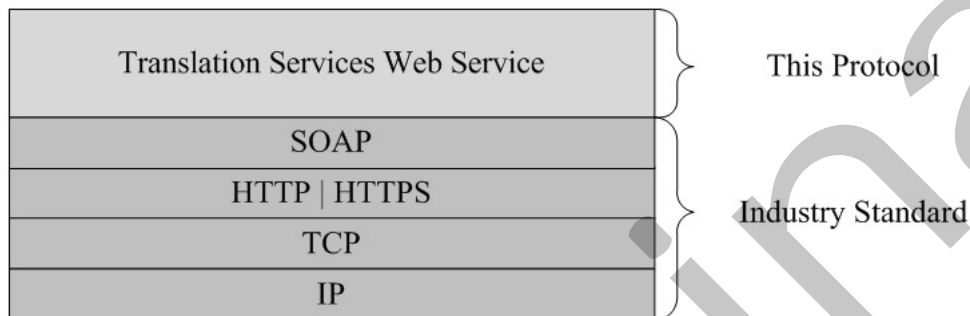 Translation Services Web Service
This Protocol
SOAP
HTTP | HTTPS
Industry Standard
TCP
IP